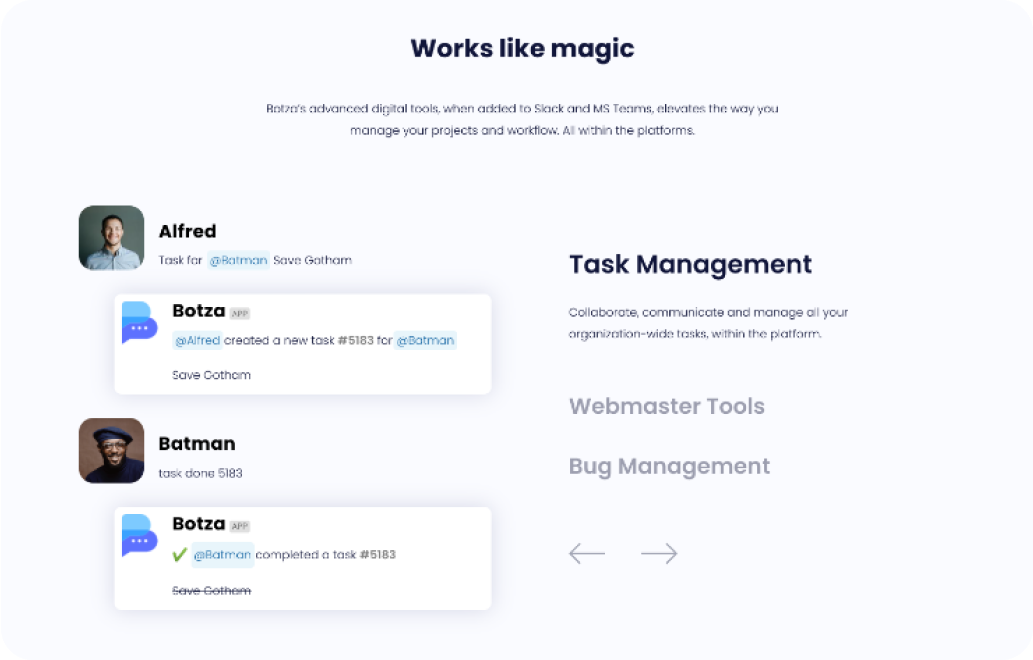 Works like magic
Botza's advanced digital tools, when added to Slack and MS Teams, elevates the way you
manage your projects and workflow. All within the platforms.
Alfred
Task for @Batman Save Gotham
Botza APP
@Alfred created a new task #5183 for @Batman
Save Gotham
Batman
task done 5183
Botza APP
@Batman completed a task #5183
Save Gotham
Task Management
Collaborate, communicate and manage all your
organization-wide tasks, within the platform.
Webmaster Tools
Bug Management